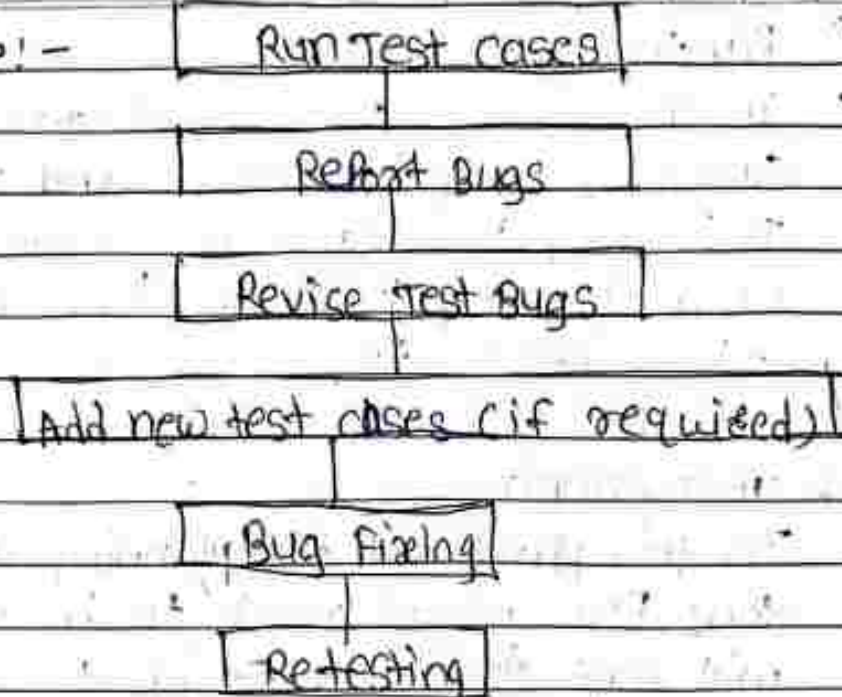 Run Test cases
Report Bugs
Revise Test Bugs
Add new test cases (if required)
Bug Fixing
Retesting